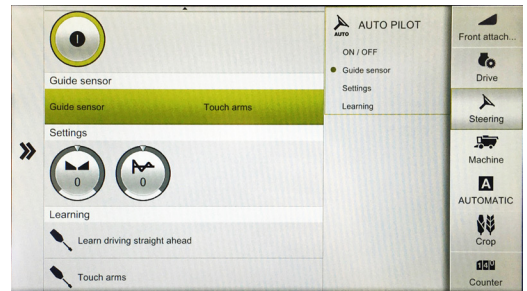 Guide sensor
Guide sensor Touch arms
Settings
0 0
Learning
Learn driving straight ahead
Touch arms
AUTO AUTO PILOT
ON / OFF
Guide sensor
Settings
Learning
Front attach...
Drive
Steering
Machine
A
AUTOMATIC
Crop
Counter